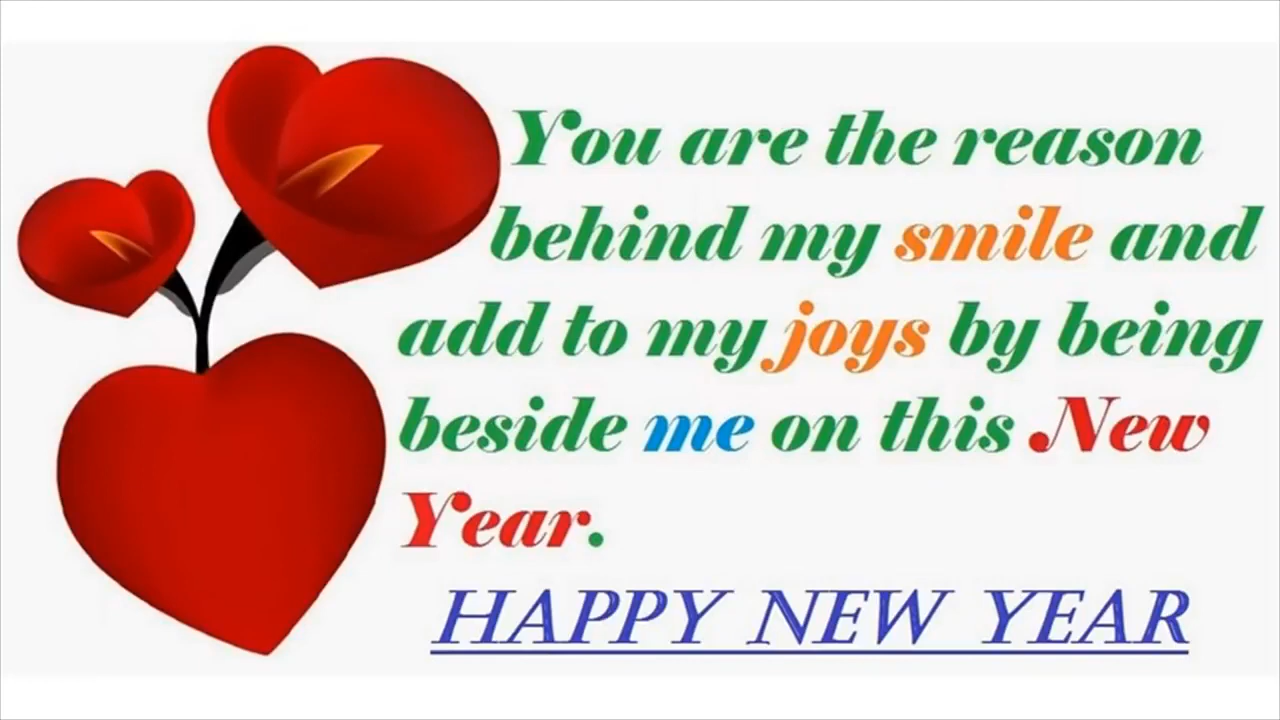 You are the reason
behind my smile and
add to my joys by being
beside me on this New
Year.
HAPPY NEW YEAR